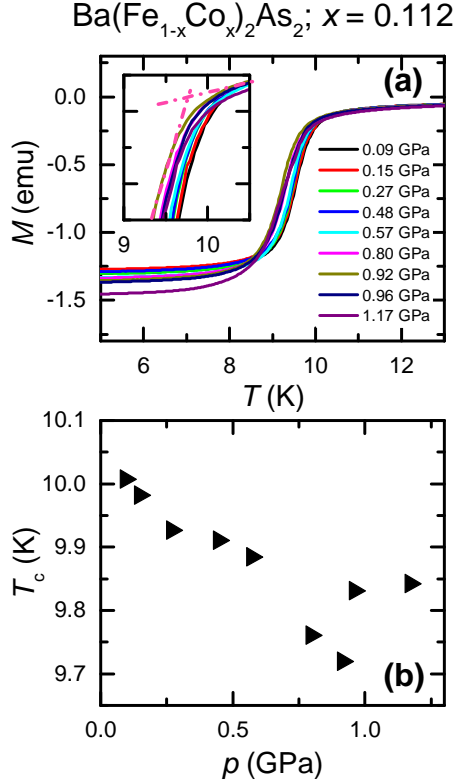 Ba(Fe₁₋ₓCoₓ)₂As₂; x = 0.112
(a)
0.0
-0.5
-1.0
-1.5
M (emu)
9
10
0.09 GPa
0.15 GPa
0.27 GPa
0.48 GPa
0.57 GPa
0.80 GPa
0.92 GPa
0.96 GPa
1.17 GPa
6
8
10
12
T (K)
10.1
10.0
9.9
9.8
9.7
T_c (K)
(b)
0.0
0.5
1.0
p (GPa)